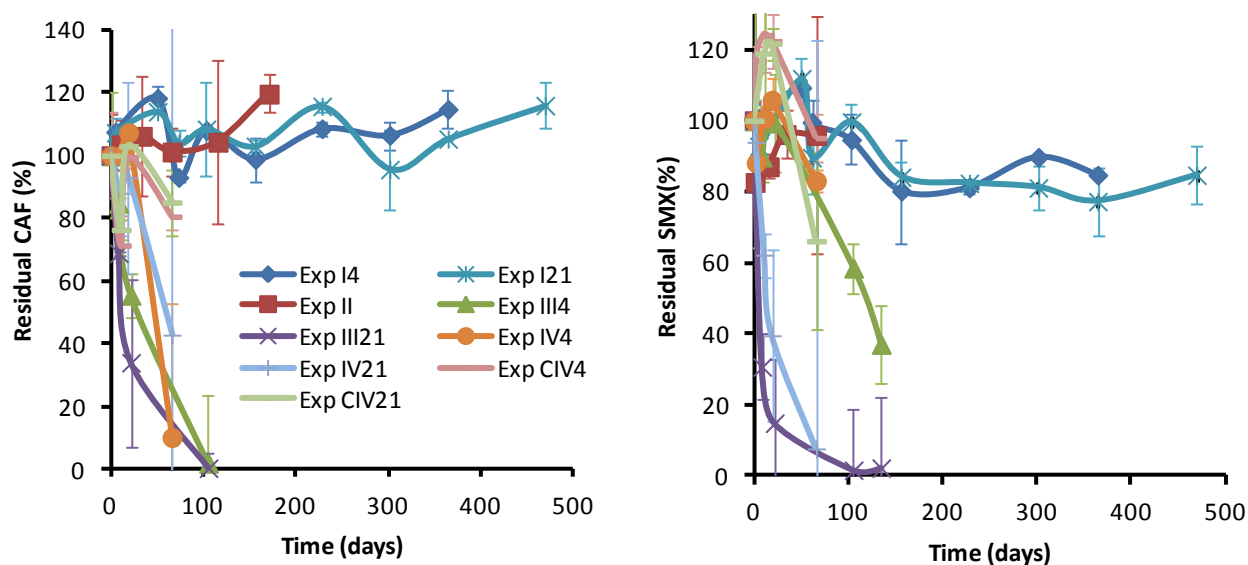 140
120
100
80
60
40
20
0
Residual CAF (%)
Exp I4
Exp I21
Exp II
Exp III4
Exp III21
Exp IV4
Exp IV21
Exp CIV4
Exp CIV21
0 100 200 300 400 500
Time (days)
120
100
80
60
40
20
0
Residual SMX(%)
0 100 200 300 400 500
Time (days)